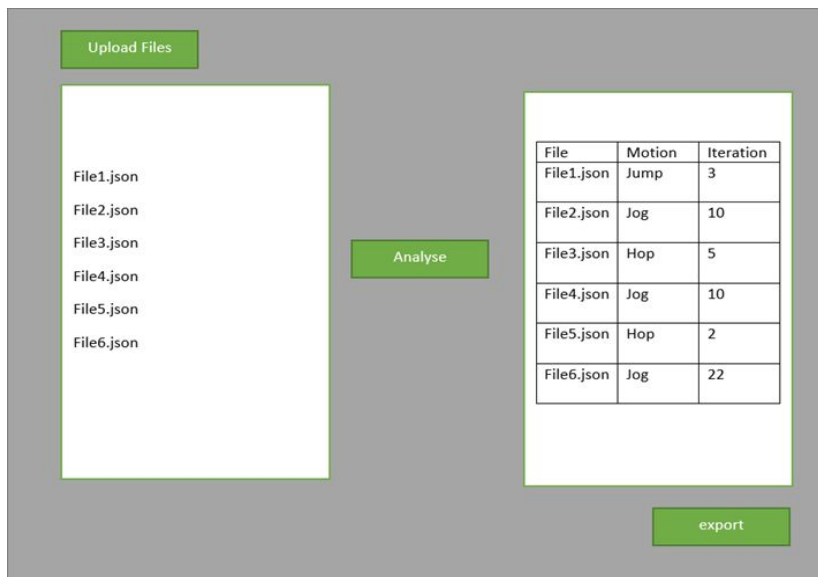 Upload Files
File1.json
File2.json
File3.json
File4.json
File5.json
File6.json
Analyse
File Motion Iteration
File1.json Jump 3
File2.json Jog 10
File3.json Hop 5
File4.json Jog 10
File5.json Hop 2
File6.json Jog 22
export